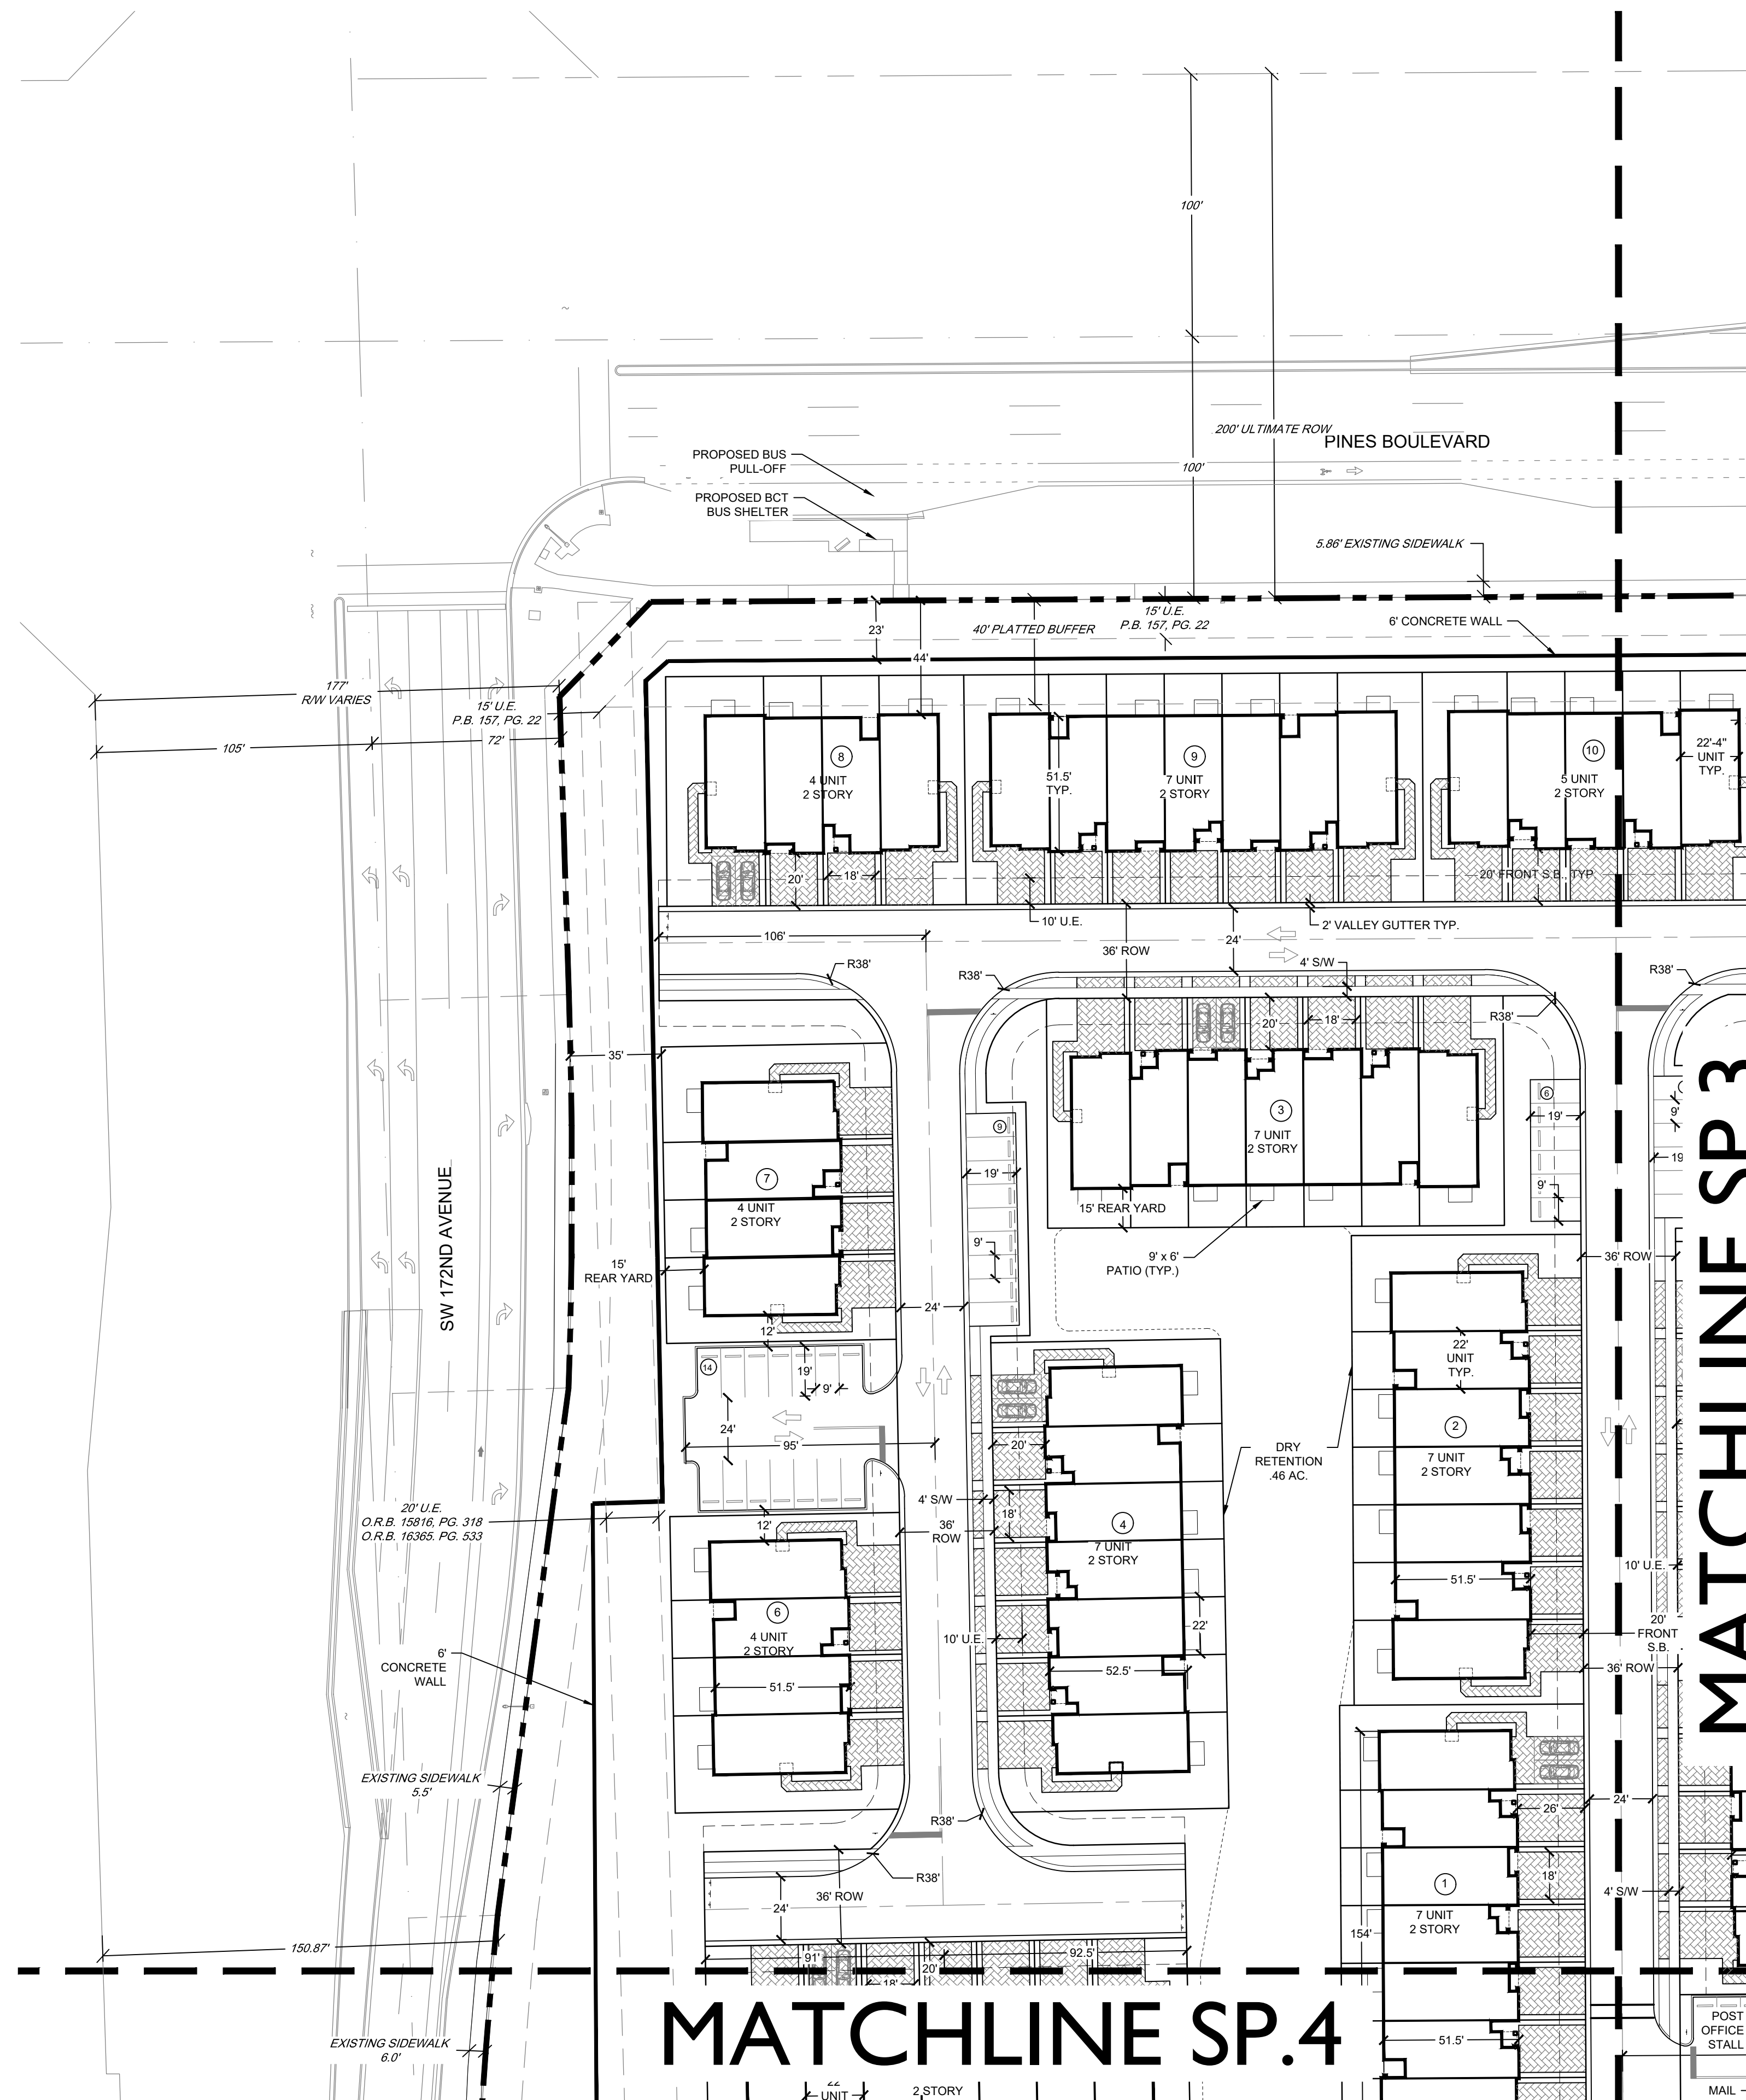 100'
200' ULTIMATE ROW
PINES BOULEVARD
100'
PROPOSED BUS
PULL-OFF
PROPOSED BCT
BUS SHELTER
5.86' EXISTING SIDEWALK
23'
44'
40' PLATTED BUFFER
15' U.E.
P.B. 157, PG. 22
6' CONCRETE WALL
177'
R/W VARIES
15' U.E.
P.B. 157, PG. 22
105'
72'
8
4 UNIT
2 STORY
51.5'
TYP.
9
7 UNIT
2 STORY
10
5 UNIT
2 STORY
22'-4"
UNIT
TYP.
20'
18'
20' FRONT S.B., TYP
10' U.E.
2' VALLEY GUTTER TYP.
106'
36' ROW
24'
4' S/W
R38'
R38'
R38'
R38'
20'
18'
35'
3
7 UNIT
2 STORY
6
19'
9'
9'
19
9
19'
9'
15' REAR YARD
9' x 6'
PATIO (TYP.)
7
4 UNIT
2 STORY
15'
REAR YARD
SW 172ND AVENUE
12'
24'
36' ROW
14
19'
9'
24'
95'
22'
UNIT
TYP.
2
7 UNIT
2 STORY
20'
DRY
RETENTION
.46 AC.
4' S/W
18'
36'
ROW
4
7 UNIT
2 STORY
20' U.E.
O.R.B. 15816, PG. 318
O.R.B. 16365. PG. 533
12'
10' U.E.
51.5'
6
4 UNIT
2 STORY
22'
10' U.E.
20'
FRONT
S.B.
36' ROW
6'
CONCRETE
WALL
51.5'
52.5'
EXISTING SIDEWALK
5.5'
26'
24'
R38'
R38'
36' ROW
24'
1
7 UNIT
2 STORY
18'
4' S/W
154'
150.87'
91'
92.5'
20'
18'
MATCHLINE SP.4
MATCHLINE SP 3
EXISTING SIDEWALK
6.0'
51.5'
POST
OFFICE
STALL
MAIL
22
UNIT
2 STORY